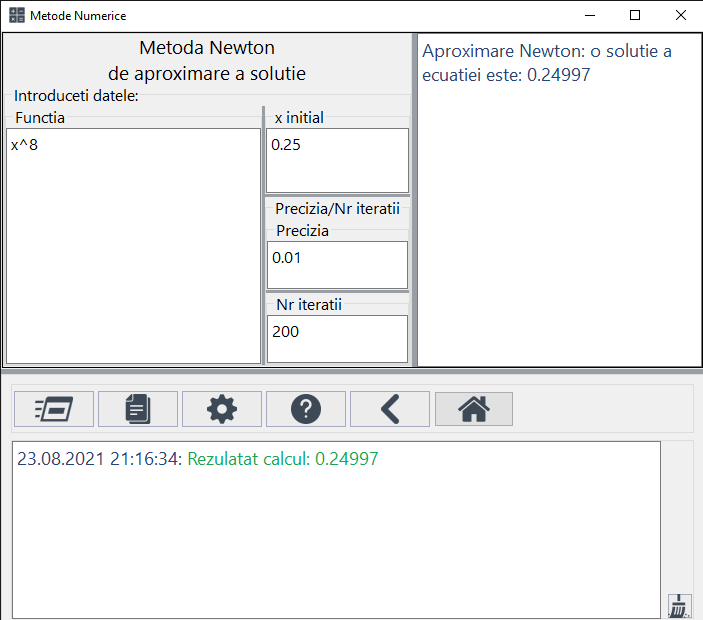 Metode Numerice
Metoda Newton
de aproximare a solutie
Introduceti datele:
Functia
x^8
x initial
0.25
Precizia/Nr iteratii
Precizia
0.01
Nr iteratii
200
Aproximare Newton: o solutie a
ecuatiei este: 0.24997
23.08.2021 21:16:34: Rezulatat calcul: 0.24997